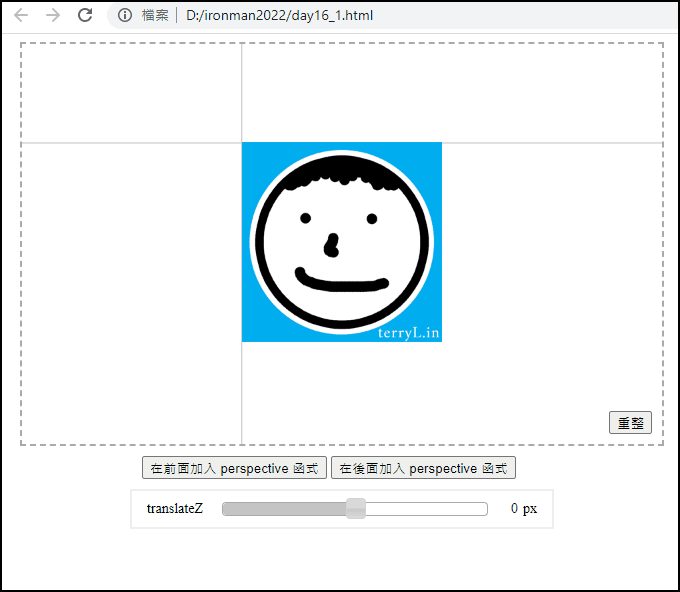 檔案 | D:/ironman2022/day16_1.html
terryL.in
重整
在前面加入 perspective 函式 在後面加入 perspective 函式
translateZ 0 px